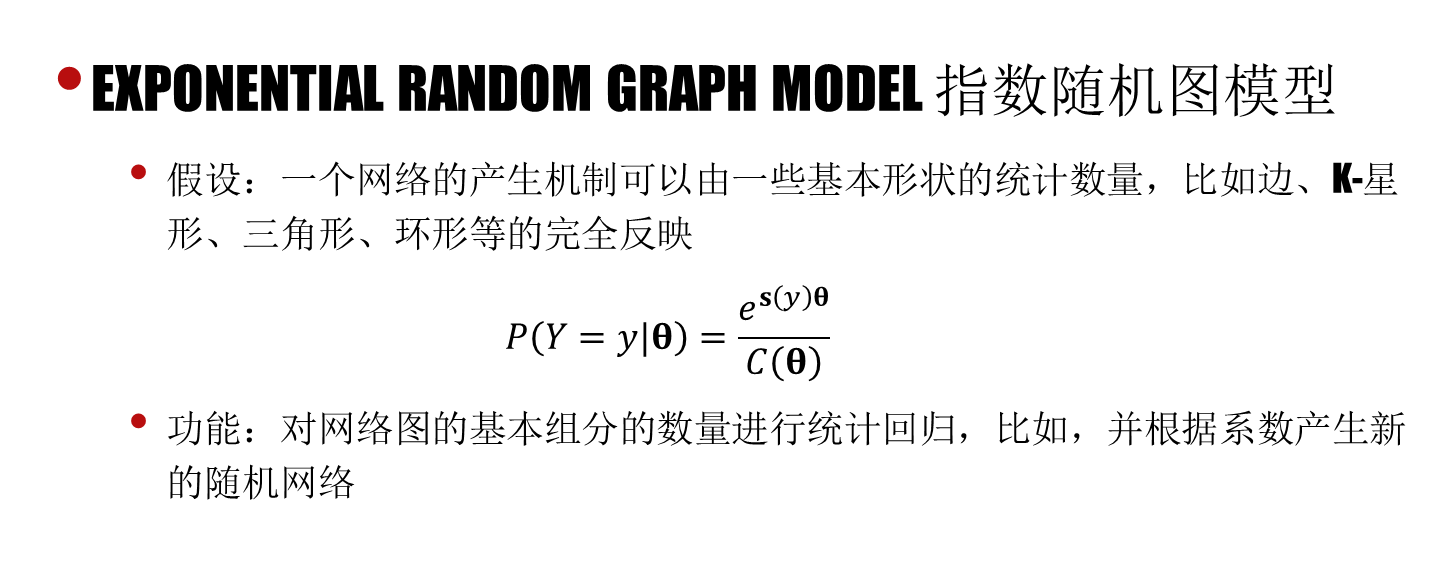 • EXPONENTIAL RANDOM GRAPH MODEL 指数随机图模型
• 假设：一个网络的产生机制可以由一些基本形状的统计数量，比如边、K-星
形、三角形、环形等的完全反映
P(Y = y|θ) = e^{s(y)θ} / C(θ)
• 功能：对网络图的基本组分的数量进行统计回归，比如，并根据系数产生新
的随机网络